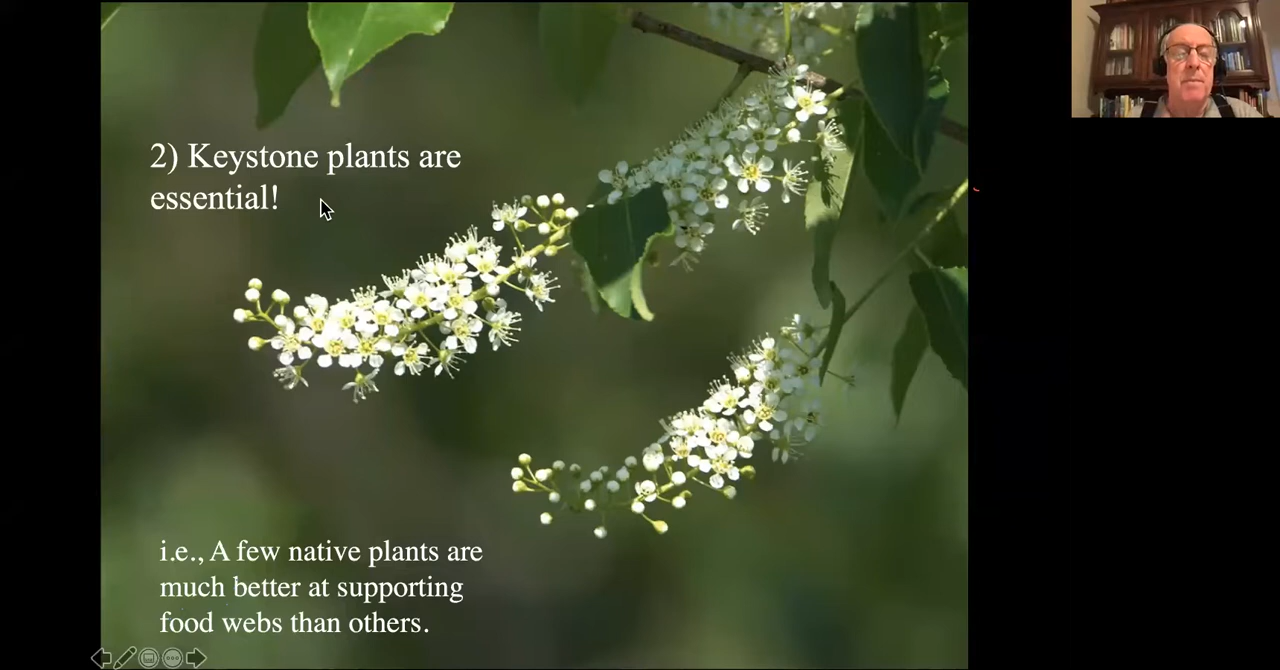 2) Keystone plants are
essential!
i.e., A few native plants are
much better at supporting
food webs than others.